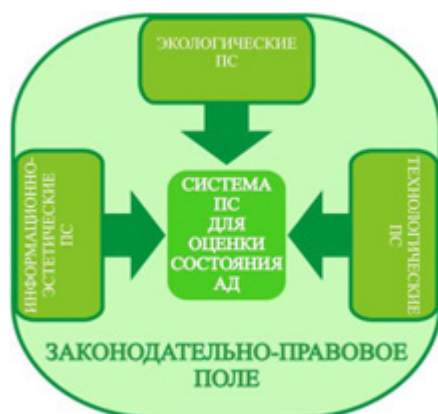 ЭКОЛОГИЧЕСКИЕ
ПС
ИНФОРМАЦИОННО-
ЭСТЕТИЧЕСКИЕ
ПС
СИСТЕМА
ПС
ДЛЯ
ОЦЕНКИ
СОСТОЯНИЯ
АД
ТЕХНОЛОГИЧЕСКИЕ
ПС
ЗАКОНОДАТЕЛЬНО-ПРАВОВОЕ
ПОЛЕ